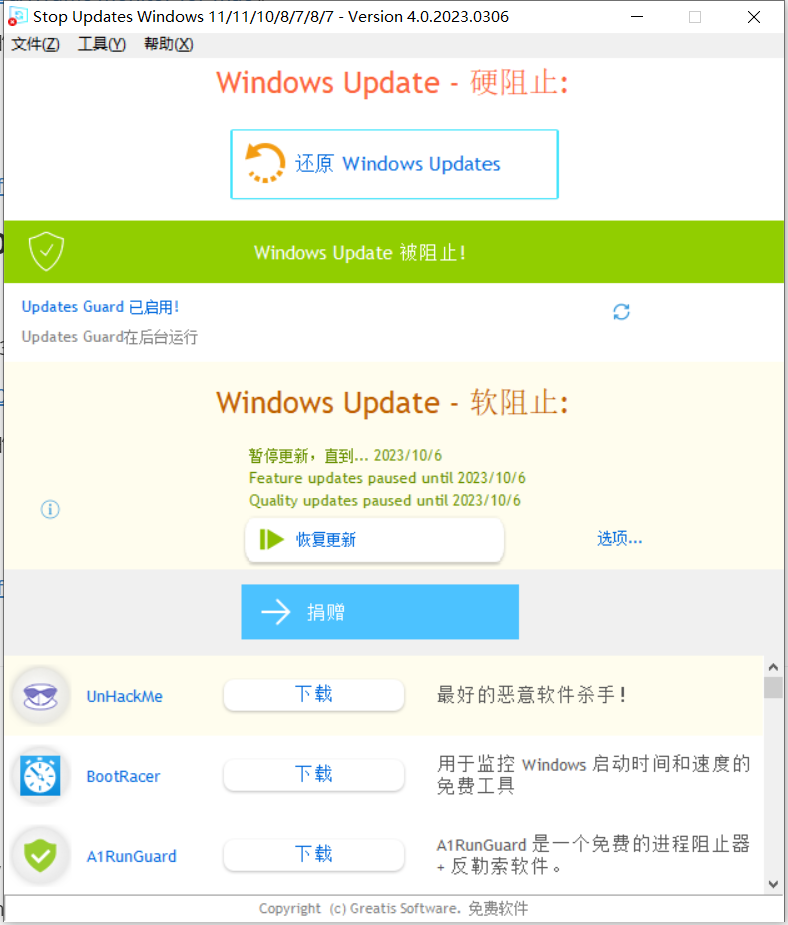 Stop Updates Windows 11/11/10/8/7/8/7 - Version 4.0.2023.0306
文件(Z) 工具(Y) 帮助(X)
Windows Update - 硬阻止:
还原 Windows Updates
Windows Update 被阻止!
Updates Guard 已启用!
Updates Guard在后台运行
Windows Update - 软阻止:
暂停更新，直到... 2023/10/6
Feature updates paused until 2023/10/6
Quality updates paused until 2023/10/6
恢复更新
选项...
捐赠
UnHackMe
下载
最好的恶意软件杀手!
BootRacer
下载
用于监控 Windows 启动时间和速度的
免费工具
A1RunGuard
下载
A1RunGuard 是一个免费的进程阻止器
+ 反勒索软件。
Copyright (c) Greatis Software. 免费软件